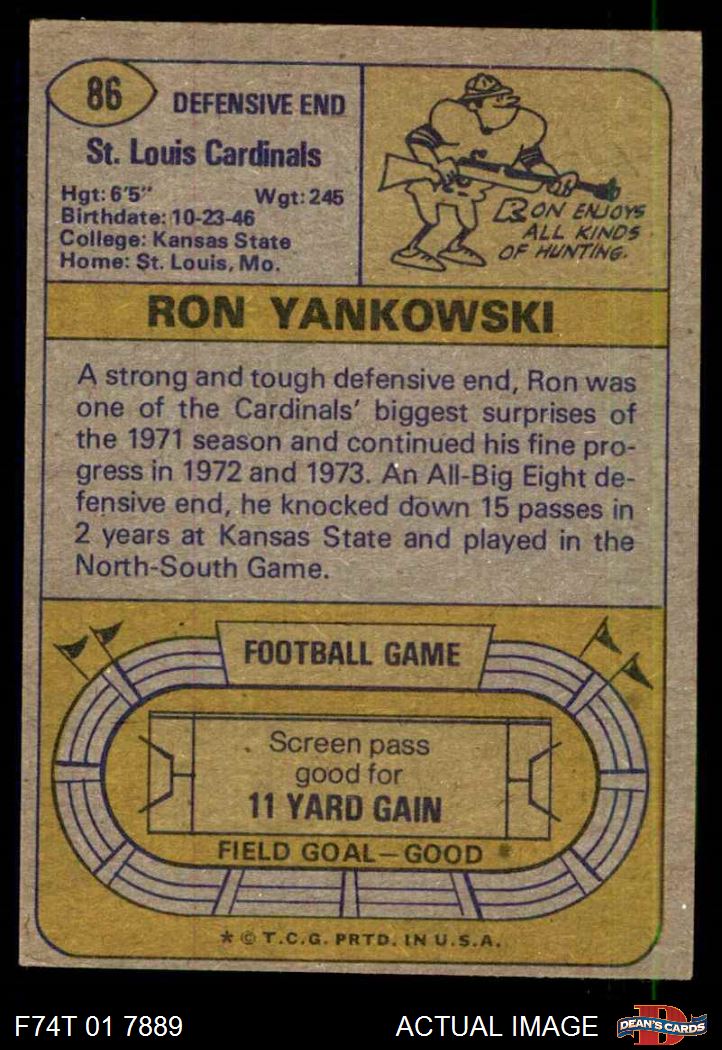 86
DEFENSIVE END
St. Louis Cardinals
Hgt: 6'5" Wgt: 245
Birthdate: 10-23-46
College: Kansas State
Home: St. Louis, Mo.
RON ENJOYS
ALL KINDS
OF HUNTING.
RON YANKOWSKI
A strong and tough defensive end, Ron was
one of the Cardinals' biggest surprises of
the 1971 season and continued his fine pro-
gress in 1972 and 1973. An All-Big Eight de-
fensive end, he knocked down 15 passes in
2 years at Kansas State and played in the
North-South Game.
FOOTBALL GAME
Screen pass
good for
11 YARD GAIN
FIELD GOAL—GOOD
* © T.C.G. PRTD. IN U.S.A.
F74T 01 7889
ACTUAL IMAGE
D
DEAN'S CARDS